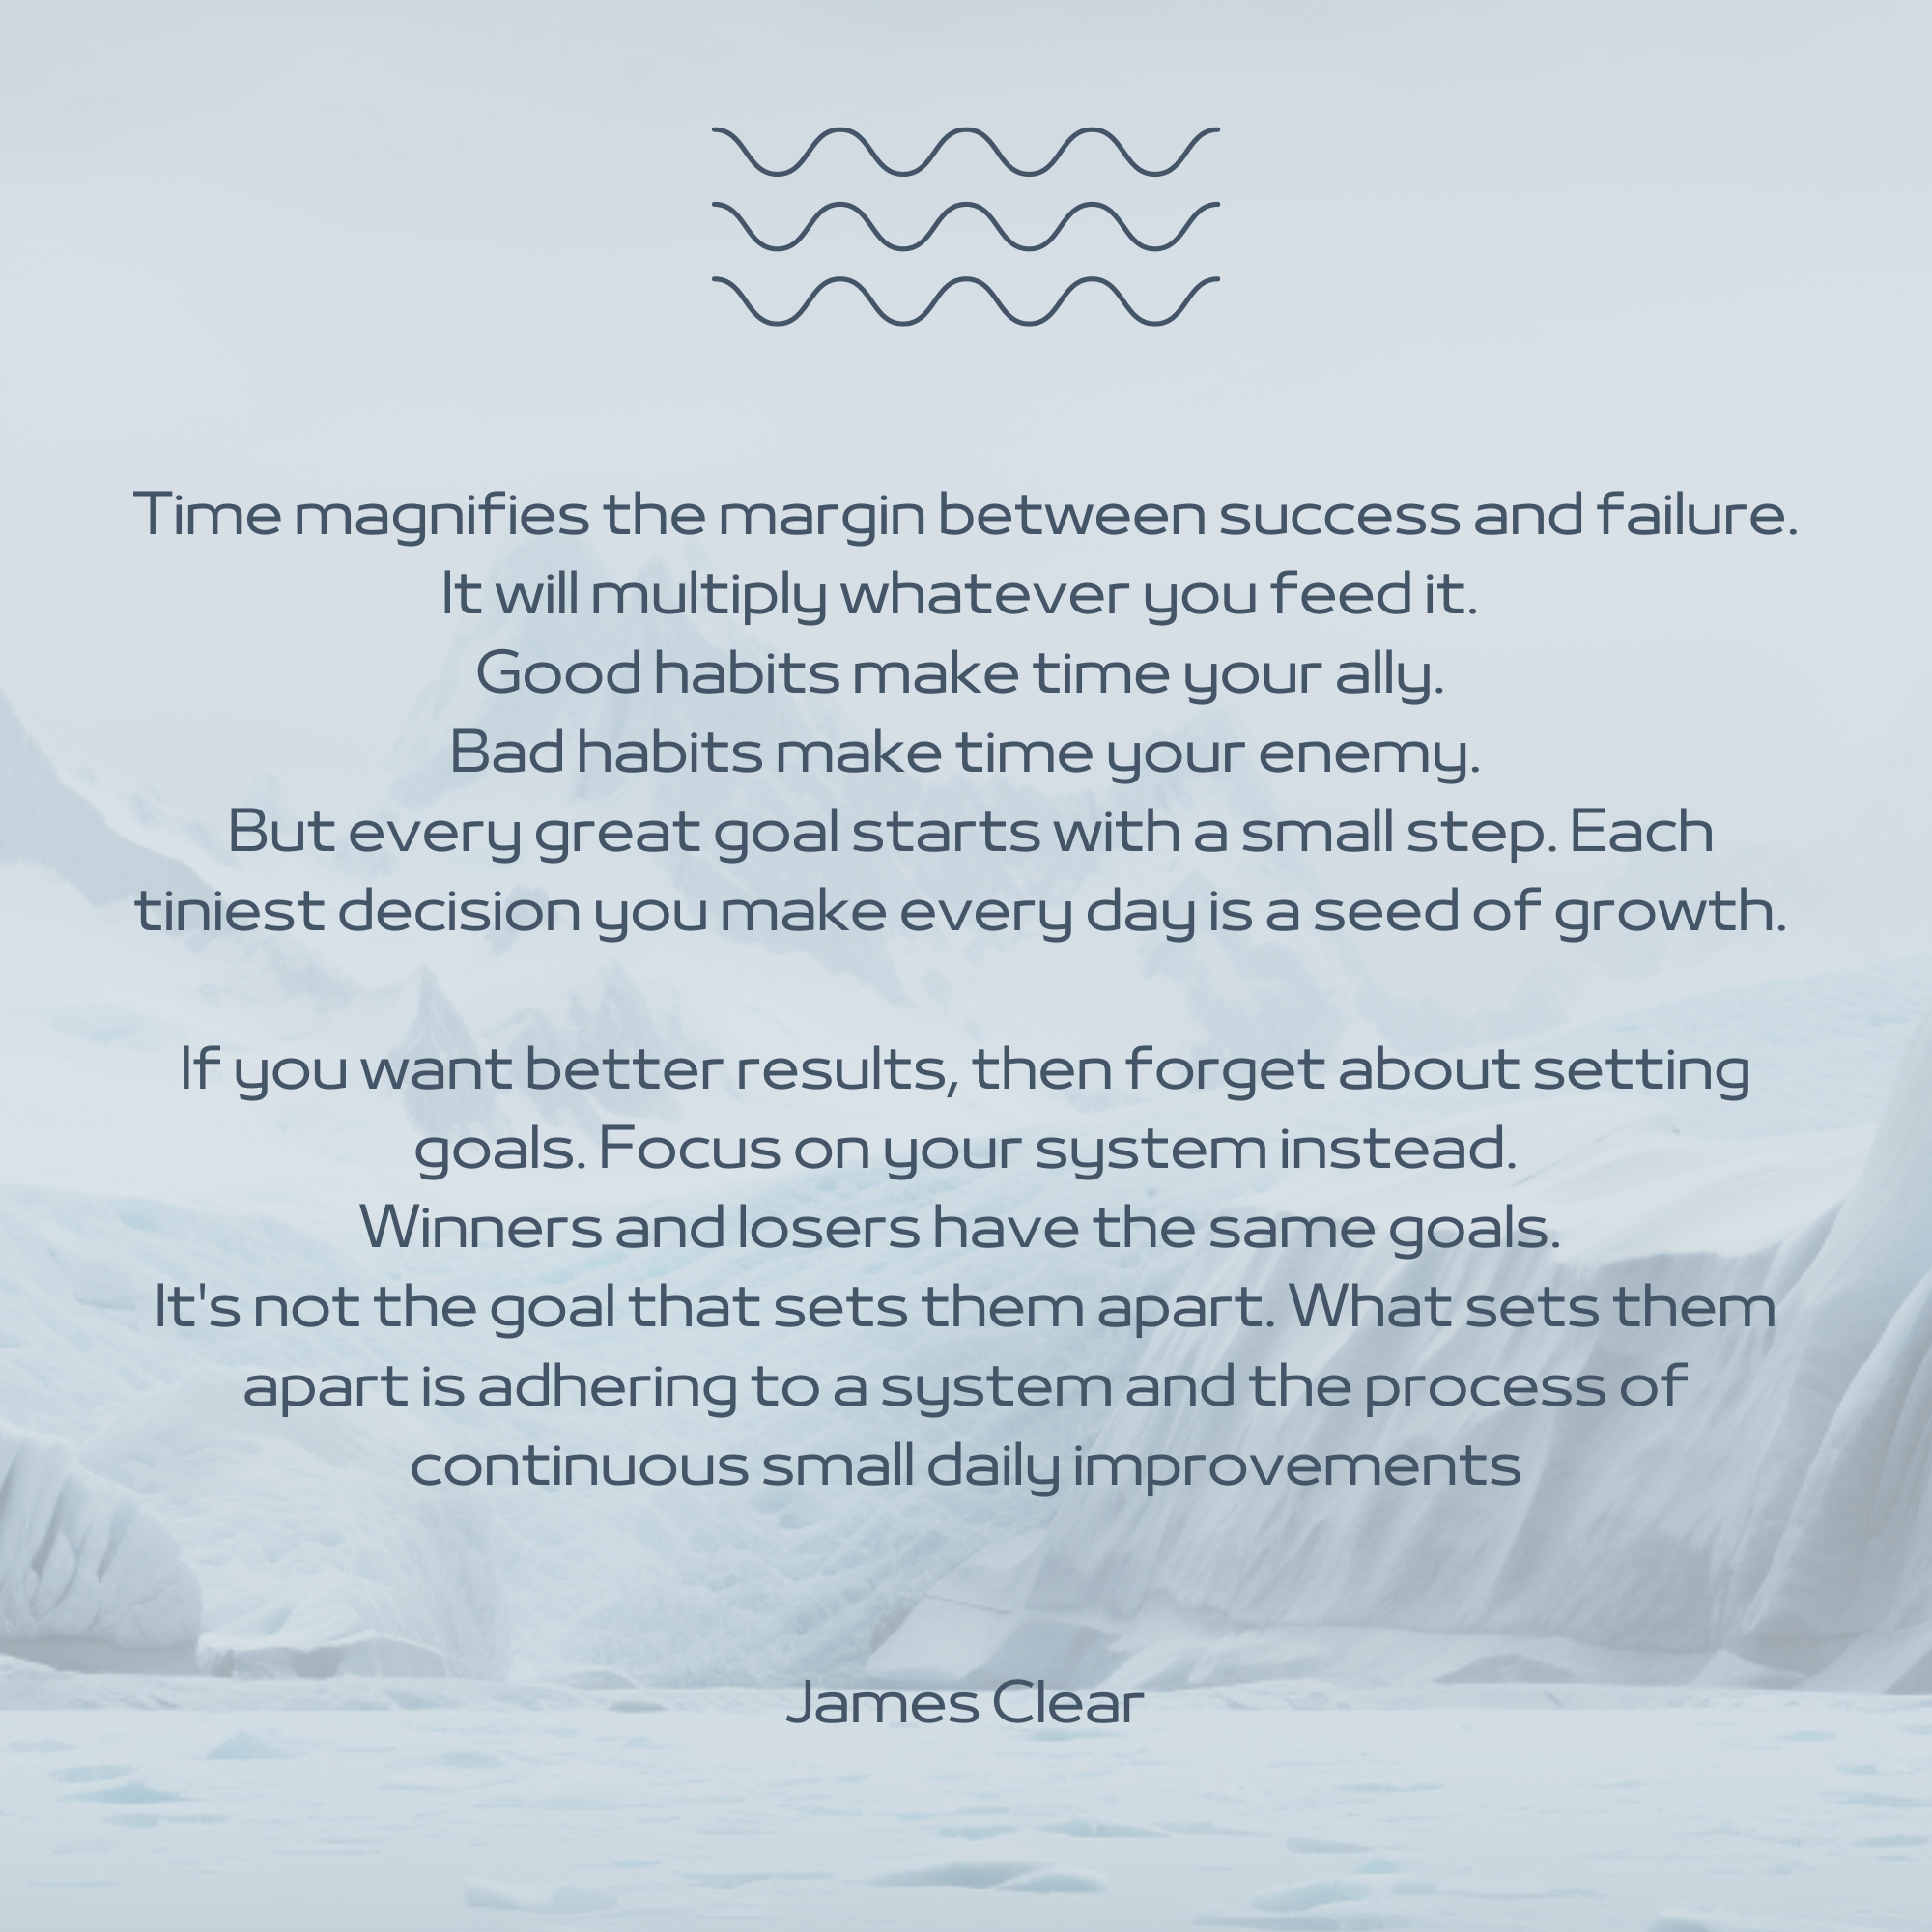 Time magnifies the margin between success and failure.
It will multiply whatever you feed it.
Good habits make time your ally.
Bad habits make time your enemy.
But every great goal starts with a small step. Each
tiniest decision you make every day is a seed of growth.
If you want better results, then forget about setting
goals. Focus on your system instead.
Winners and losers have the same goals.
It's not the goal that sets them apart. What sets them
apart is adhering to a system and the process of
continuous small daily improvements
James Clear